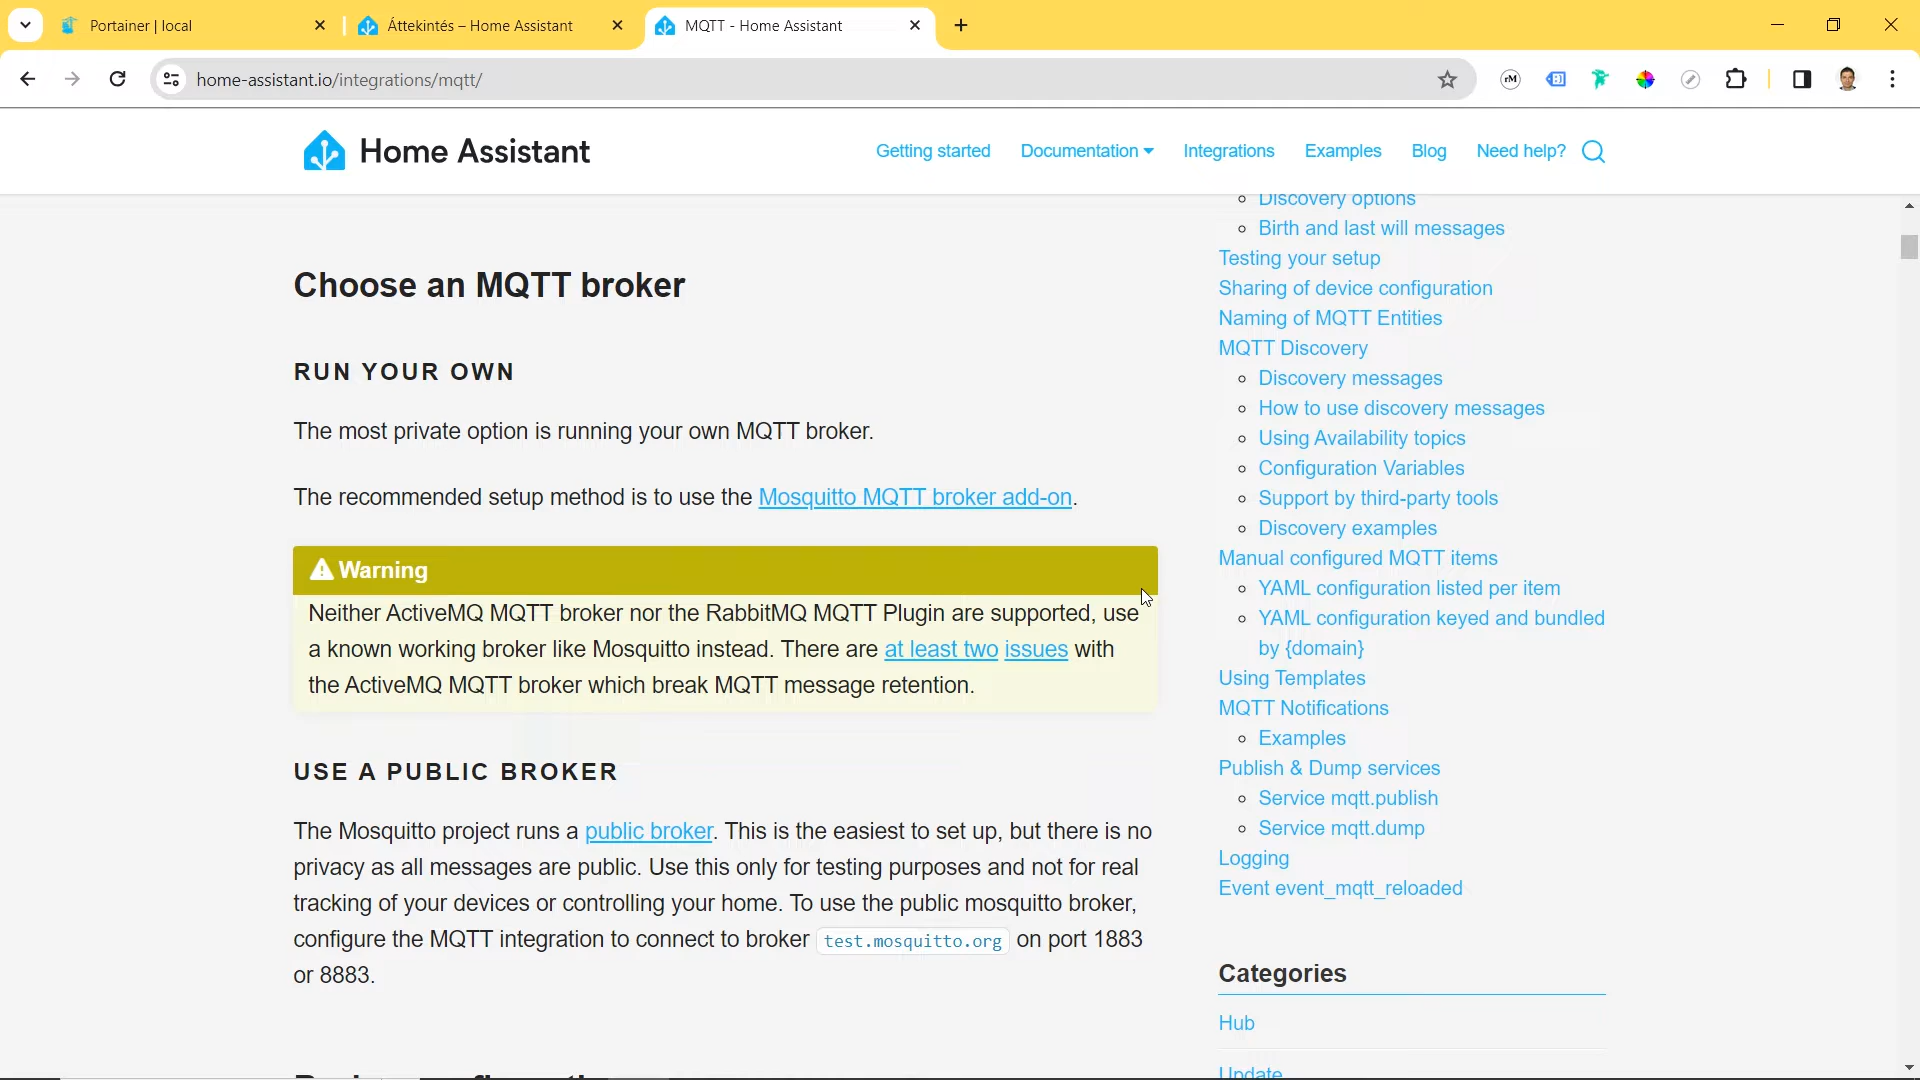 Portainer | local
Áttekintés – Home Assistant
MQTT - Home Assistant
home-assistant.io/integrations/mqtt/
rM
Home Assistant
Getting started
Documentation
Integrations
Examples
Blog
Need help?
Choose an MQTT broker
RUN YOUR OWN
The most private option is running your own MQTT broker.
The recommended setup method is to use the Mosquitto MQTT broker add-on.
Warning
Neither ActiveMQ MQTT broker nor the RabbitMQ MQTT Plugin are supported, use
a known working broker like Mosquitto instead. There are at least two issues with
the ActiveMQ MQTT broker which break MQTT message retention.
USE A PUBLIC BROKER
The Mosquitto project runs a public broker. This is the easiest to set up, but there is no
privacy as all messages are public. Use this only for testing purposes and not for real
tracking of your devices or controlling your home. To use the public mosquitto broker,
configure the MQTT integration to connect to broker test.mosquitto.org on port 1883
or 8883.
Discovery options
Birth and last will messages
Testing your setup
Sharing of device configuration
Naming of MQTT Entities
MQTT Discovery
Discovery messages
How to use discovery messages
Using Availability topics
Configuration Variables
Support by third-party tools
Discovery examples
Manual configured MQTT items
YAML configuration listed per item
YAML configuration keyed and bundled
by {domain}
Using Templates
MQTT Notifications
Examples
Publish & Dump services
Service mqtt.publish
Service mqtt.dump
Logging
Event event_mqtt_reloaded
Categories
Hub
Update